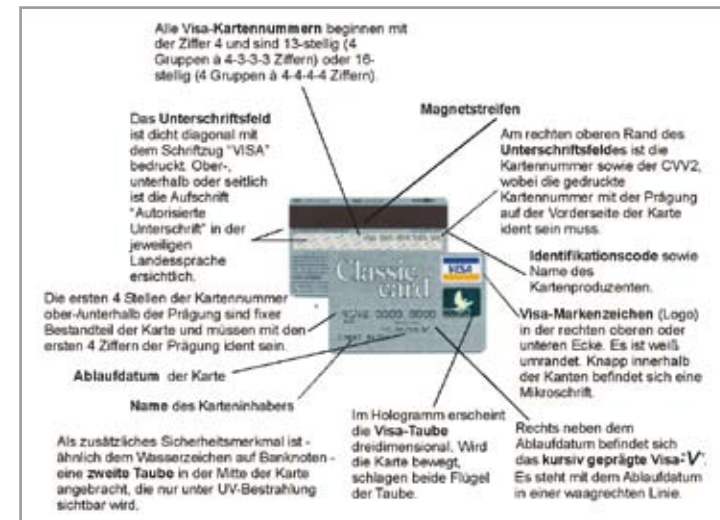 Alle Visa-Kartennummern beginnen mit
der Ziffer 4 und sind 13-stellig (4
Gruppen à 4-3-3-3 Ziffern) oder 16-
stellig (4 Gruppen à 4-4-4-4 Ziffern).
Magnetstreifen
Das Unterschriftsfeld
ist dicht diagonal mit
dem Schriftzug "VISA"
bedruckt. Ober-,
unterhalb oder seitlich
ist die Aufschrift
"Autorisierte
Unterschrift" in der
jeweiligen
Landessprache
ersichtlich.
Am rechten oberen Rand des
Unterschriftsfeldes ist die
Kartennummer sowie der CVV2,
wobei die gedruckte
Kartennummer mit der Prägung
auf der Vorderseite der Karte
ident sein muss.
Identifikationscode sowie
Name des
Kartenproduzenten.
Classic
card
VISA
Die ersten 4 Stellen der Kartennummer
ober-/unterhalb der Prägung sind fixer
Bestandteil der Karte und müssen mit den
ersten 4 Ziffern der Prägung ident sein.
Visa-Markenzeichen (Logo)
in der rechten oberen oder
unteren Ecke. Es ist weiß
umrandet. Knapp innerhalb
der Kanten befindet sich eine
Mikroschrift.
Ablaufdatum der Karte
Name des Karteninhabers
Als zusätzliches Sicherheitsmerkmal ist -
ähnlich dem Wasserzeichen auf Banknoten -
eine zweite Taube in der Mitte der Karte
angebracht, die nur unter UV-Bestrahlung
sichtbar wird.
Im Hologramm erscheint
die Visa-Taube
dreidimensional. Wird
die Karte bewegt,
schlagen beide Flügel
der Taube.
Rechts neben dem
Ablaufdatum befindet sich
das kursiv geprägte Visa-"V".
Es steht mit dem Ablaufdatum
in einer waagrechten Linie.